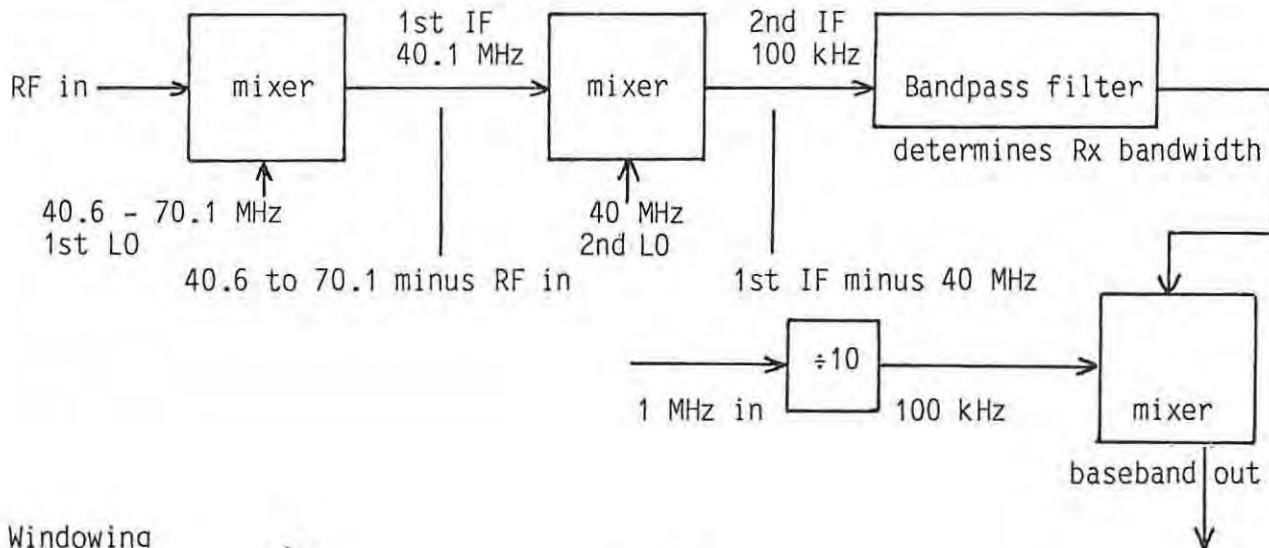 1st IF
40.1 MHz
2nd IF
100 kHz
RF in
mixer
mixer
Bandpass filter
determines Rx bandwidth
40.6 - 70.1 MHz
1st LO
40 MHz
2nd LO
40.6 to 70.1 minus RF in
1st IF minus 40 MHz
÷10
1 MHz in
100 kHz
mixer
baseband out
Windowing